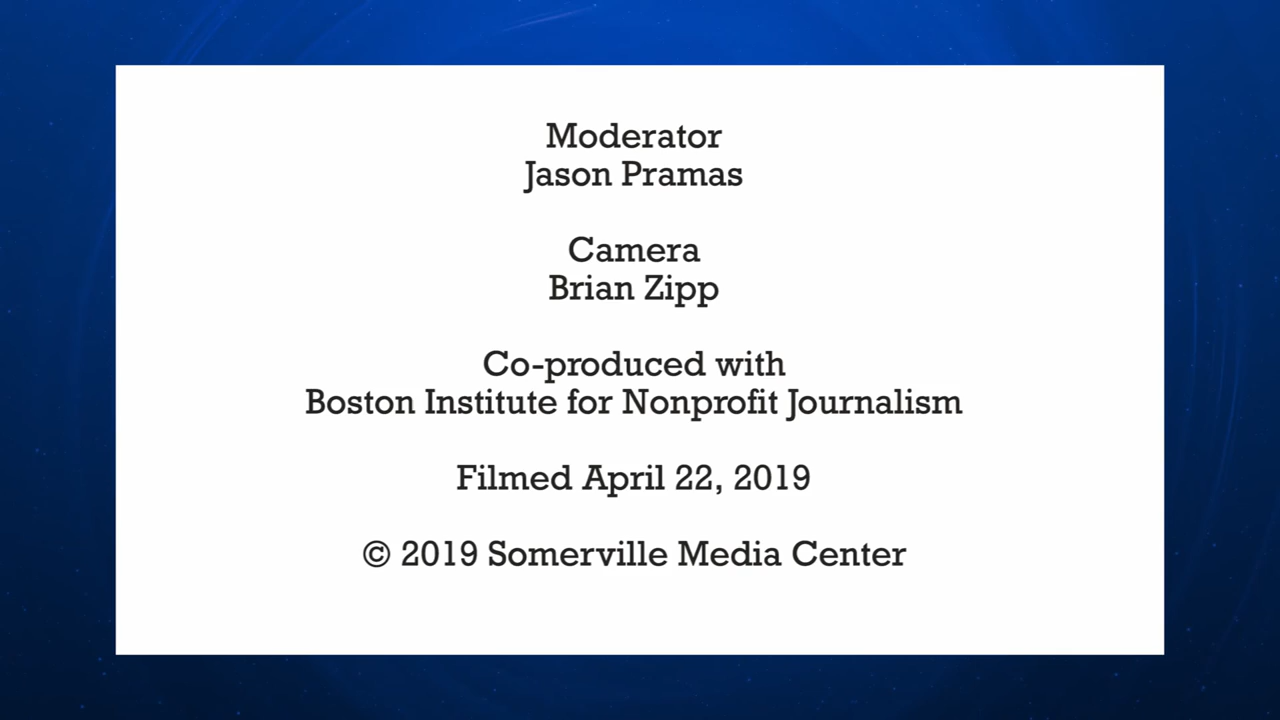 Moderator
Jason Pramas
Camera
Brian Zipp
Co-produced with
Boston Institute for Nonprofit Journalism
Filmed April 22, 2019
© 2019 Somerville Media Center